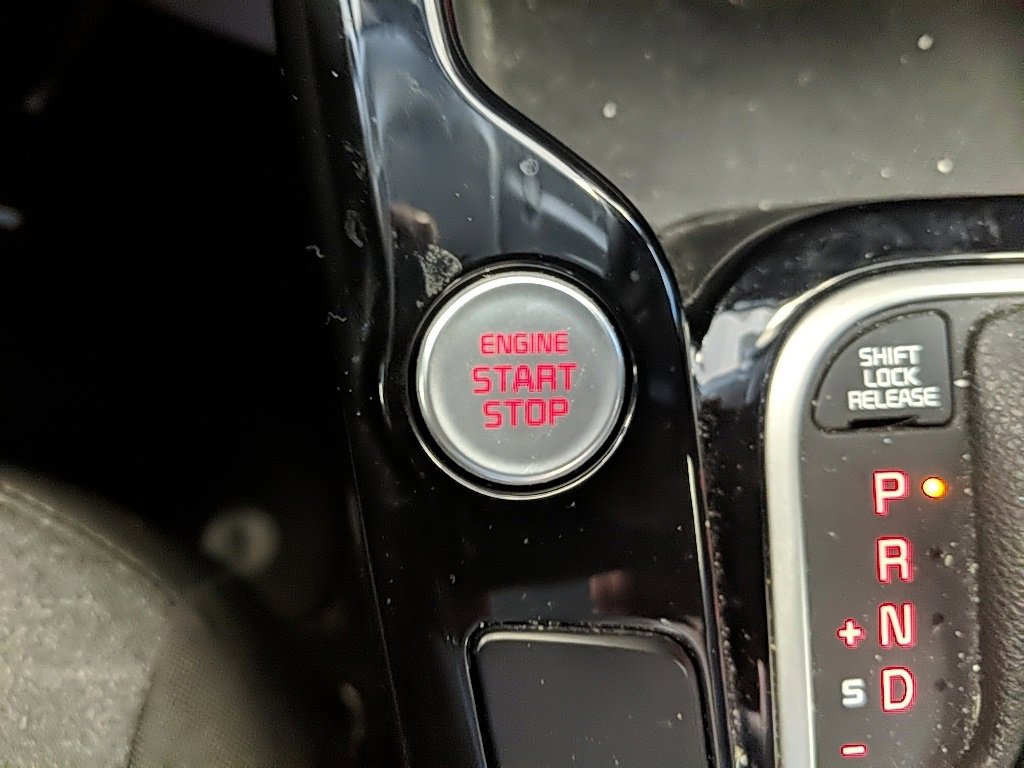 ENGINE
START
STOP
SHIFT
LOCK
RELEASE
P
R
+ N
S D
-